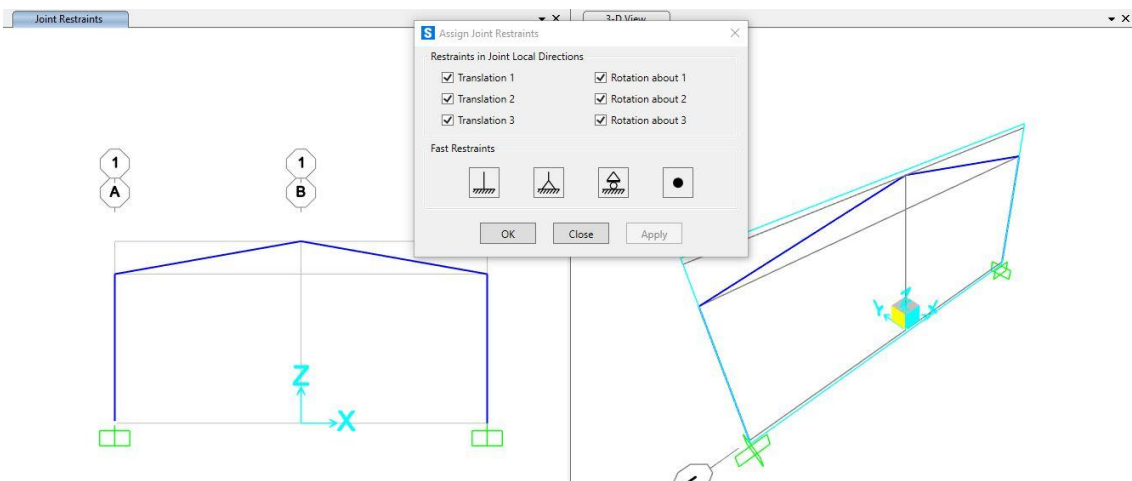 Joint Restraints
3-D View
S Assign Joint Restraints
Restraints in Joint Local Directions
Translation 1
Rotation about 1
Translation 2
Rotation about 2
Translation 3
Rotation about 3
Fast Restraints
OK
Close
Apply
1
1
A
B
Z
X
Z
Y
X